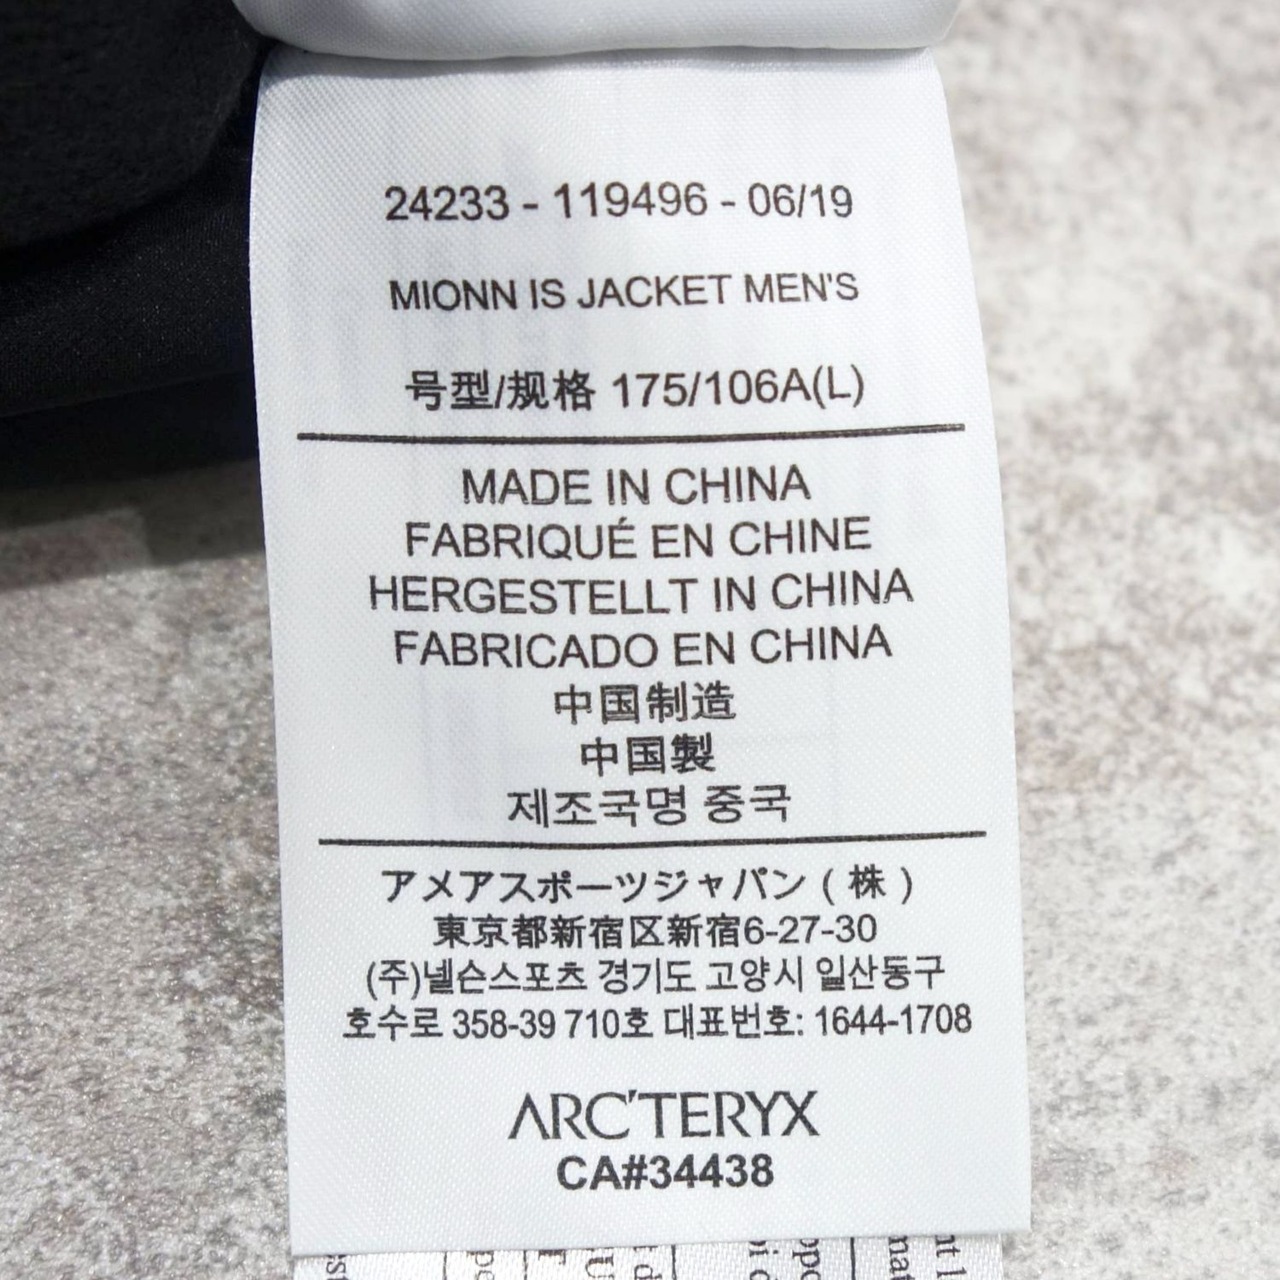 24233 - 119496 - 06/19
MIONN IS JACKET MEN'S
号型/规格 175/106A(L)
MADE IN CHINA
FABRIQUÉ EN CHINE
HERGESTELLT IN CHINA
FABRICADO EN CHINA
中国制造
中国製
제조국명 중국
アメアスポーツジャパン ( 株 )
東京都新宿区新宿6-27-30
(주)넬슨스포츠 경기도 고양시 일산동구
호수로 358-39 710호 대표번호: 1644-1708
ARC'TERYX
CA#34438